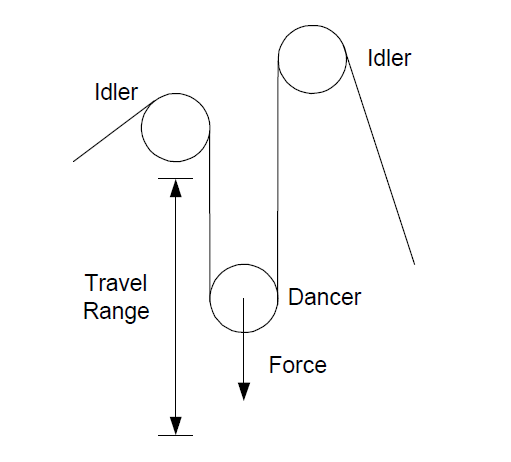 Idler
Idler
Travel
Range
Dancer
Force